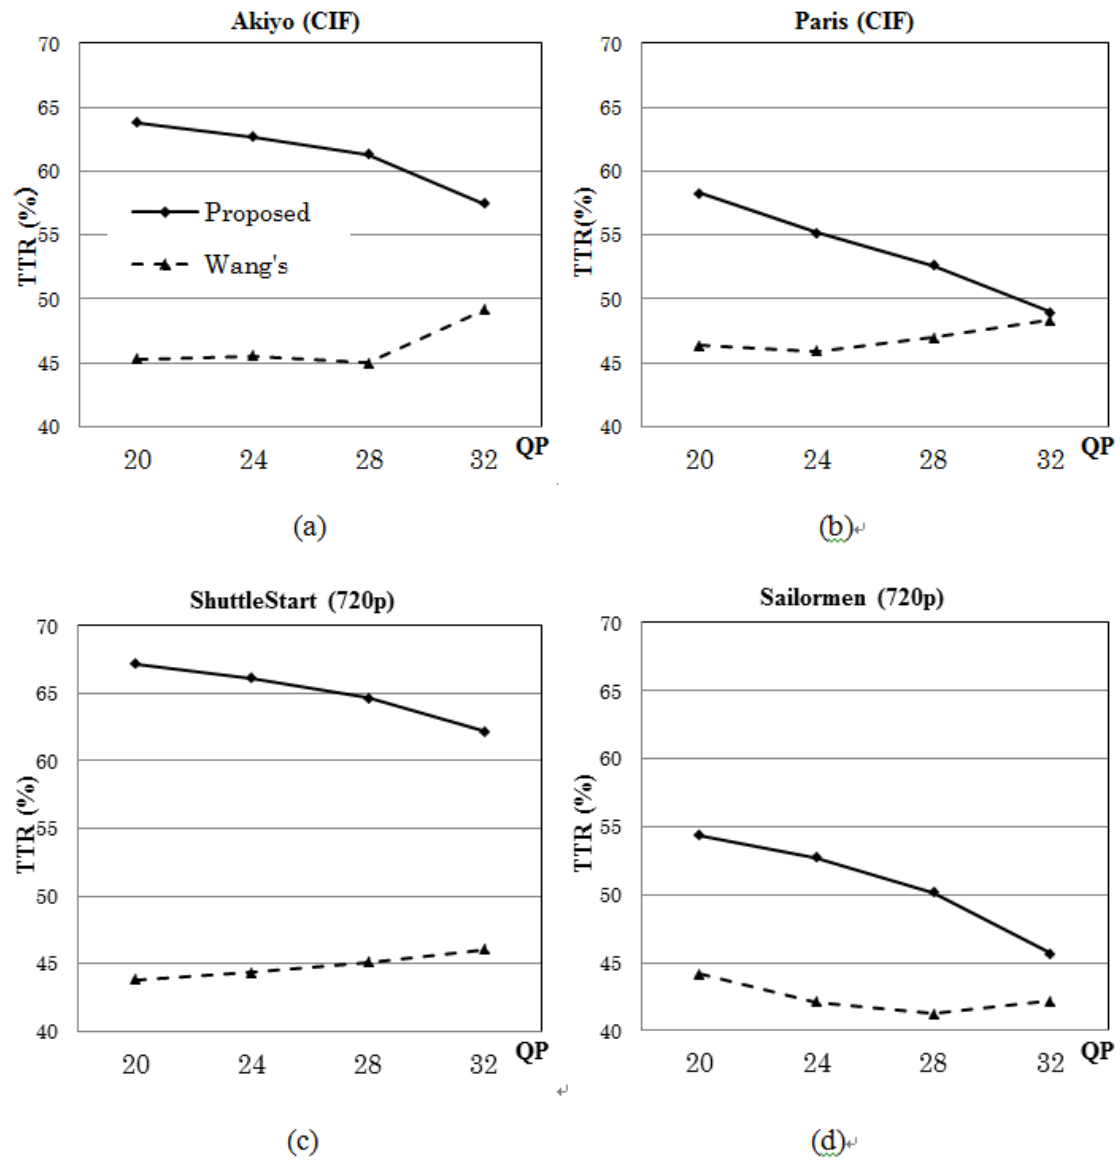 Akiyo (CIF)
70
65
60
55
50
45
40
TTR (%)
Proposed
Wang's
20 24 28 32 QP
(a)
Paris (CIF)
70
65
60
55
50
45
40
TTR(%)
20 24 28 32 QP
(b)
ShuttleStart (720p)
70
65
60
55
50
45
40
TTR (%)
20 24 28 32 QP
(c)
Sailormen (720p)
70
65
60
55
50
45
40
TTR (%)
20 24 28 32 QP
(d)